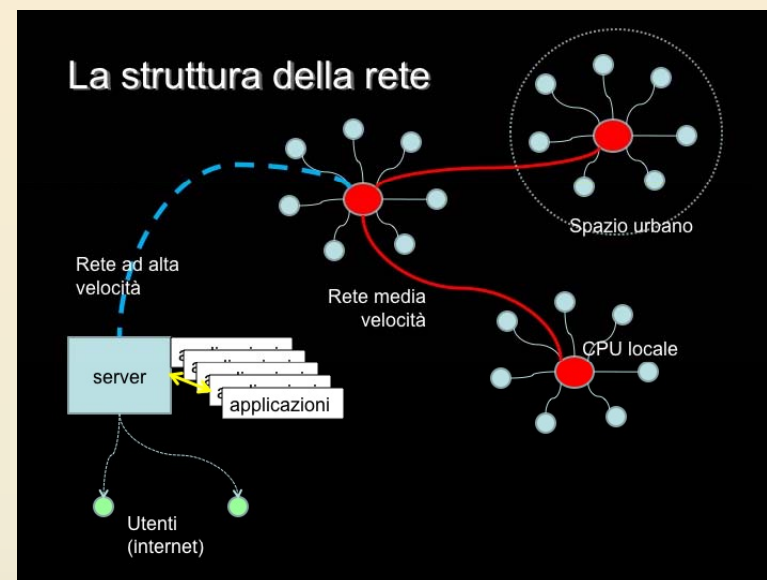 La struttura della rete
Spazio urbano
Rete ad alta
velocità
Rete media
velocità
CPU locale
server
applicazioni
Utenti
(internet)